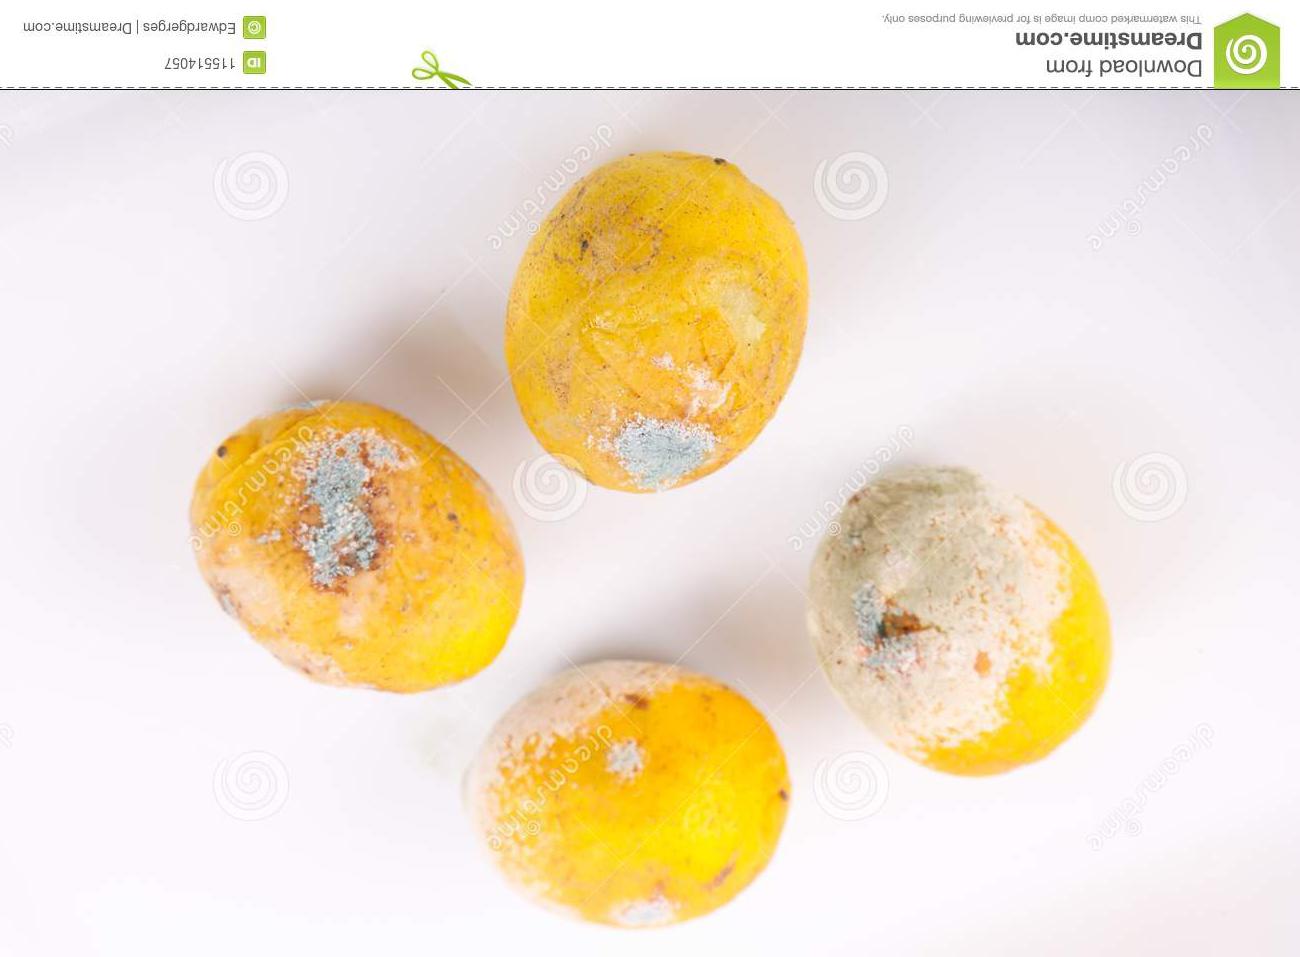 Download from
Dreamstime.com
This watermarked comp image is for previewing purposes only.
ID 115514057
© Edwardgerges | Dreamstime.com
dreamstime
dreamstime
dreamstime
dreamstime
dreamstime